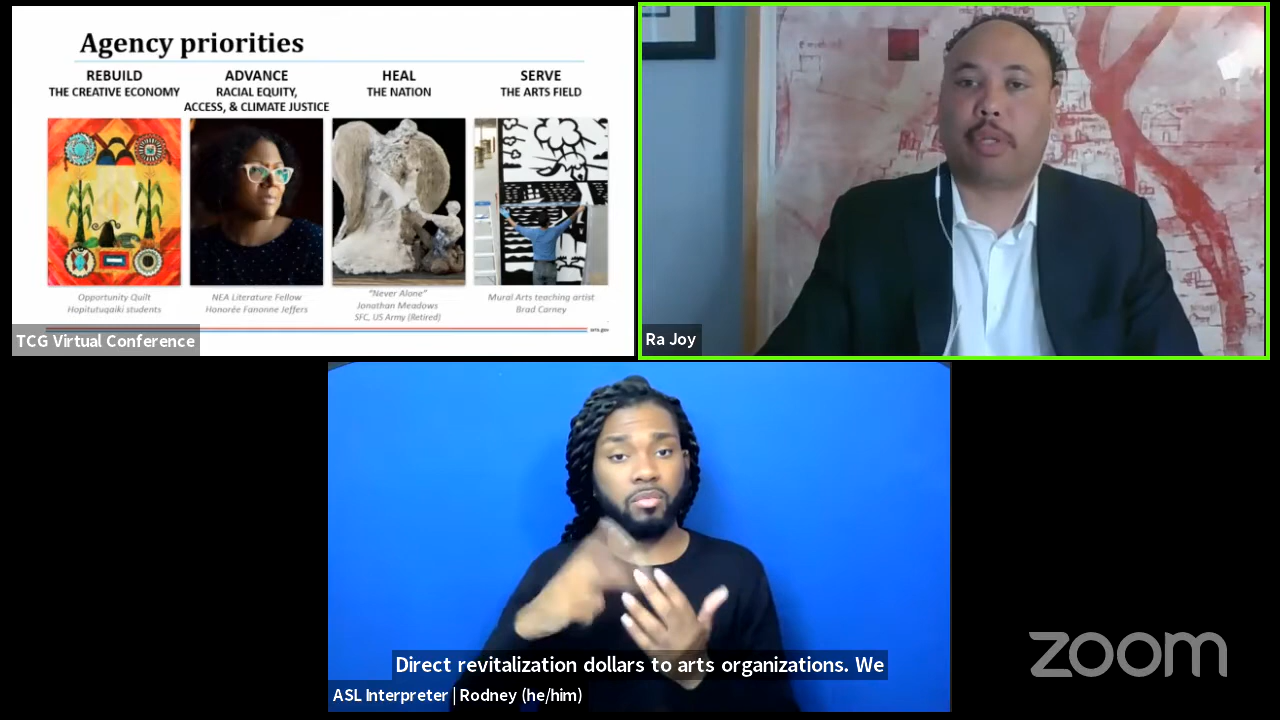 Agency priorities
REBUILD
THE CREATIVE ECONOMY
ADVANCE
RACIAL EQUITY,
ACCESS, & CLIMATE JUSTICE
HEAL
THE NATION
SERVE
THE ARTS FIELD
Opportunity Quilt
Hopitutuqaiki students
NEA Literature Fellow
Honorée Fanonne Jeffers
"Never Alone"
Jonathan Meadows
SFC, US Army (Retired)
Mural Arts teaching artist
Brad Carney
arts.gov
TCG Virtual Conference
Ra Joy
Direct revitalization dollars to arts organizations. We
ASL Interpreter | Rodney (he/him)
zoom